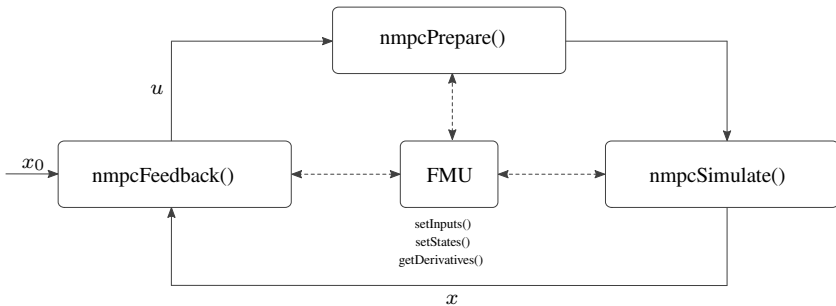 nmpcPrepare()
u
x0
nmpcFeedback()
FMU
nmpcSimulate()
setInputs()
setStates()
getDerivatives()
x